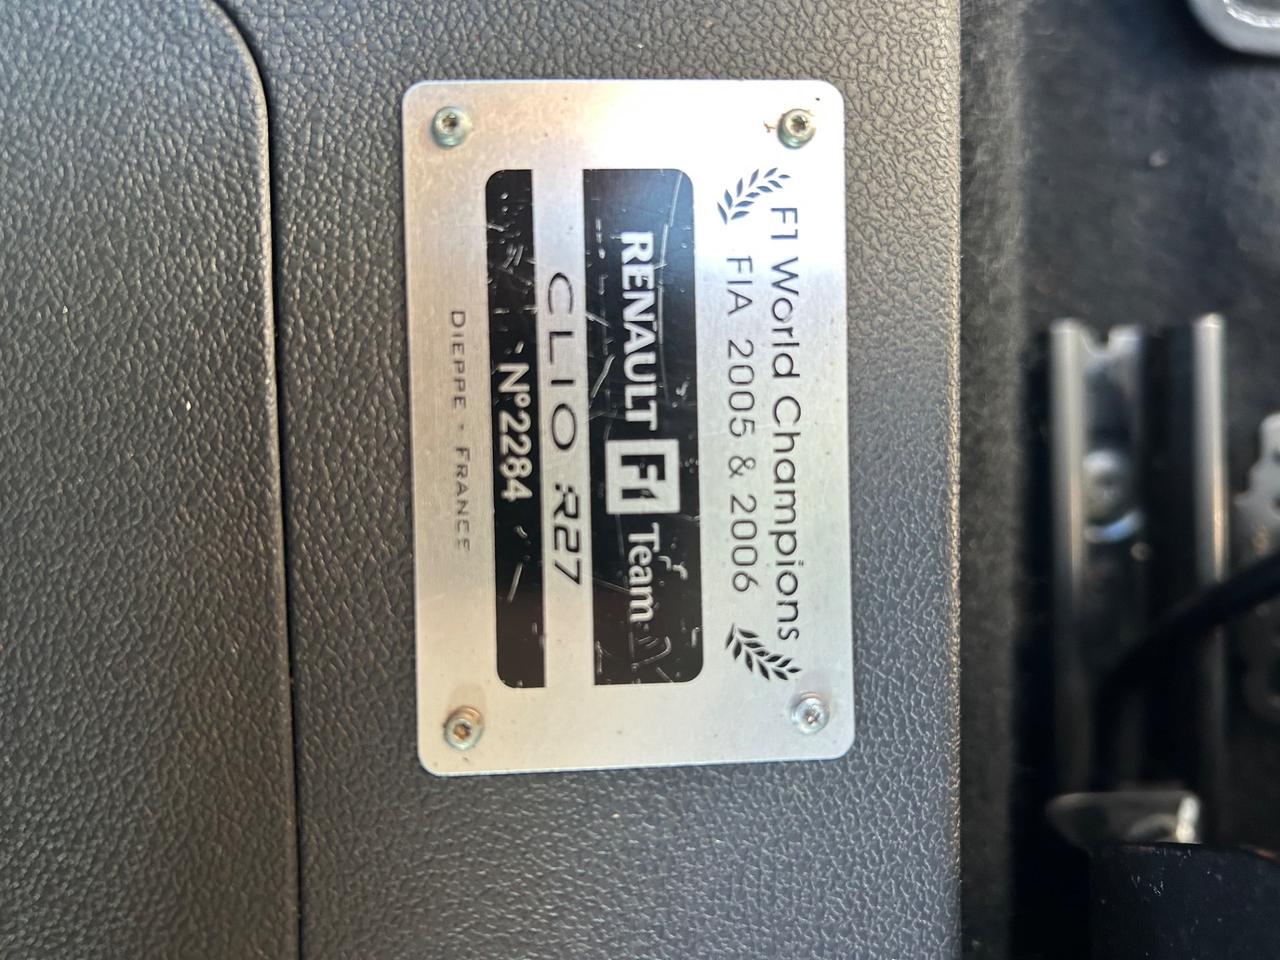 F1 World Champions
FIA 2005 & 2006
RENAULT F1 Team
CLIO R27
N°2284
DIEPPE - FRANCE